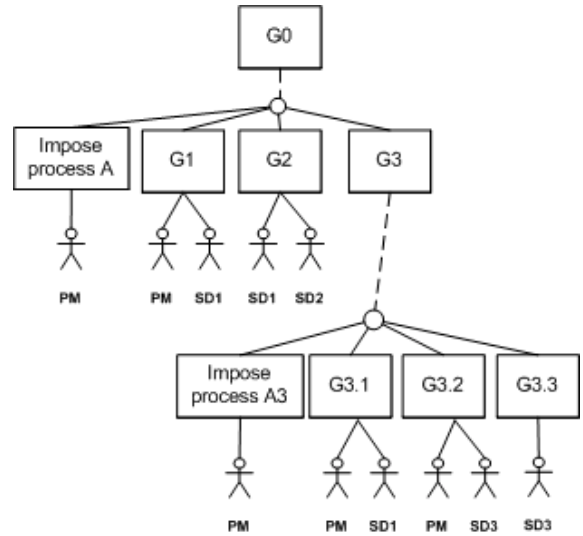 G0
Impose
process A
G1
G2
G3
PM
PM
SD1
SD1
SD2
Impose
process A3
G3.1
G3.2
G3.3
PM
PM
SD1
PM
SD3
SD3